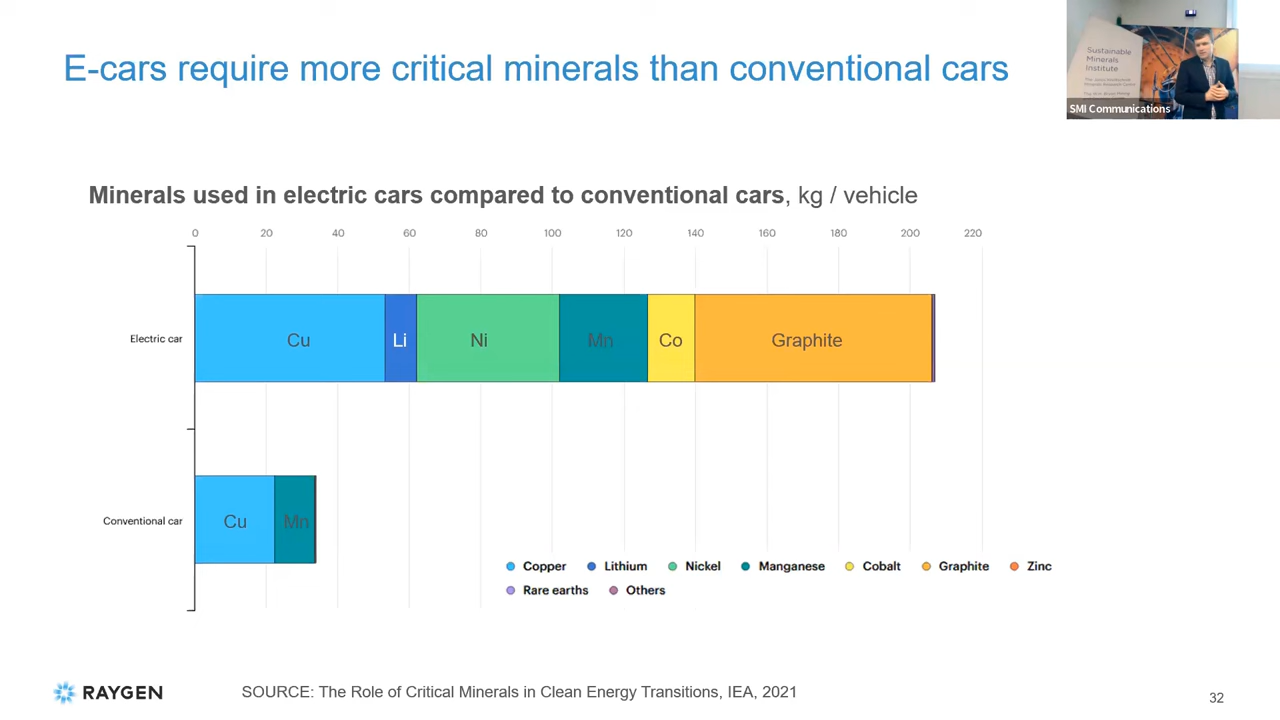 E-cars require more critical minerals than conventional cars
Sustainable
Minerals
Institute
SMI Communications
Minerals used in electric cars compared to conventional cars, kg / vehicle
0 20 40 60 80 100 120 140 160 180 200 220
Electric car
Cu Li Ni Mn Co Graphite
Conventional car
Cu Mn
Copper Lithium Nickel Manganese Cobalt Graphite Zinc
Rare earths Others
RAYGEN
SOURCE: The Role of Critical Minerals in Clean Energy Transitions, IEA, 2021
32